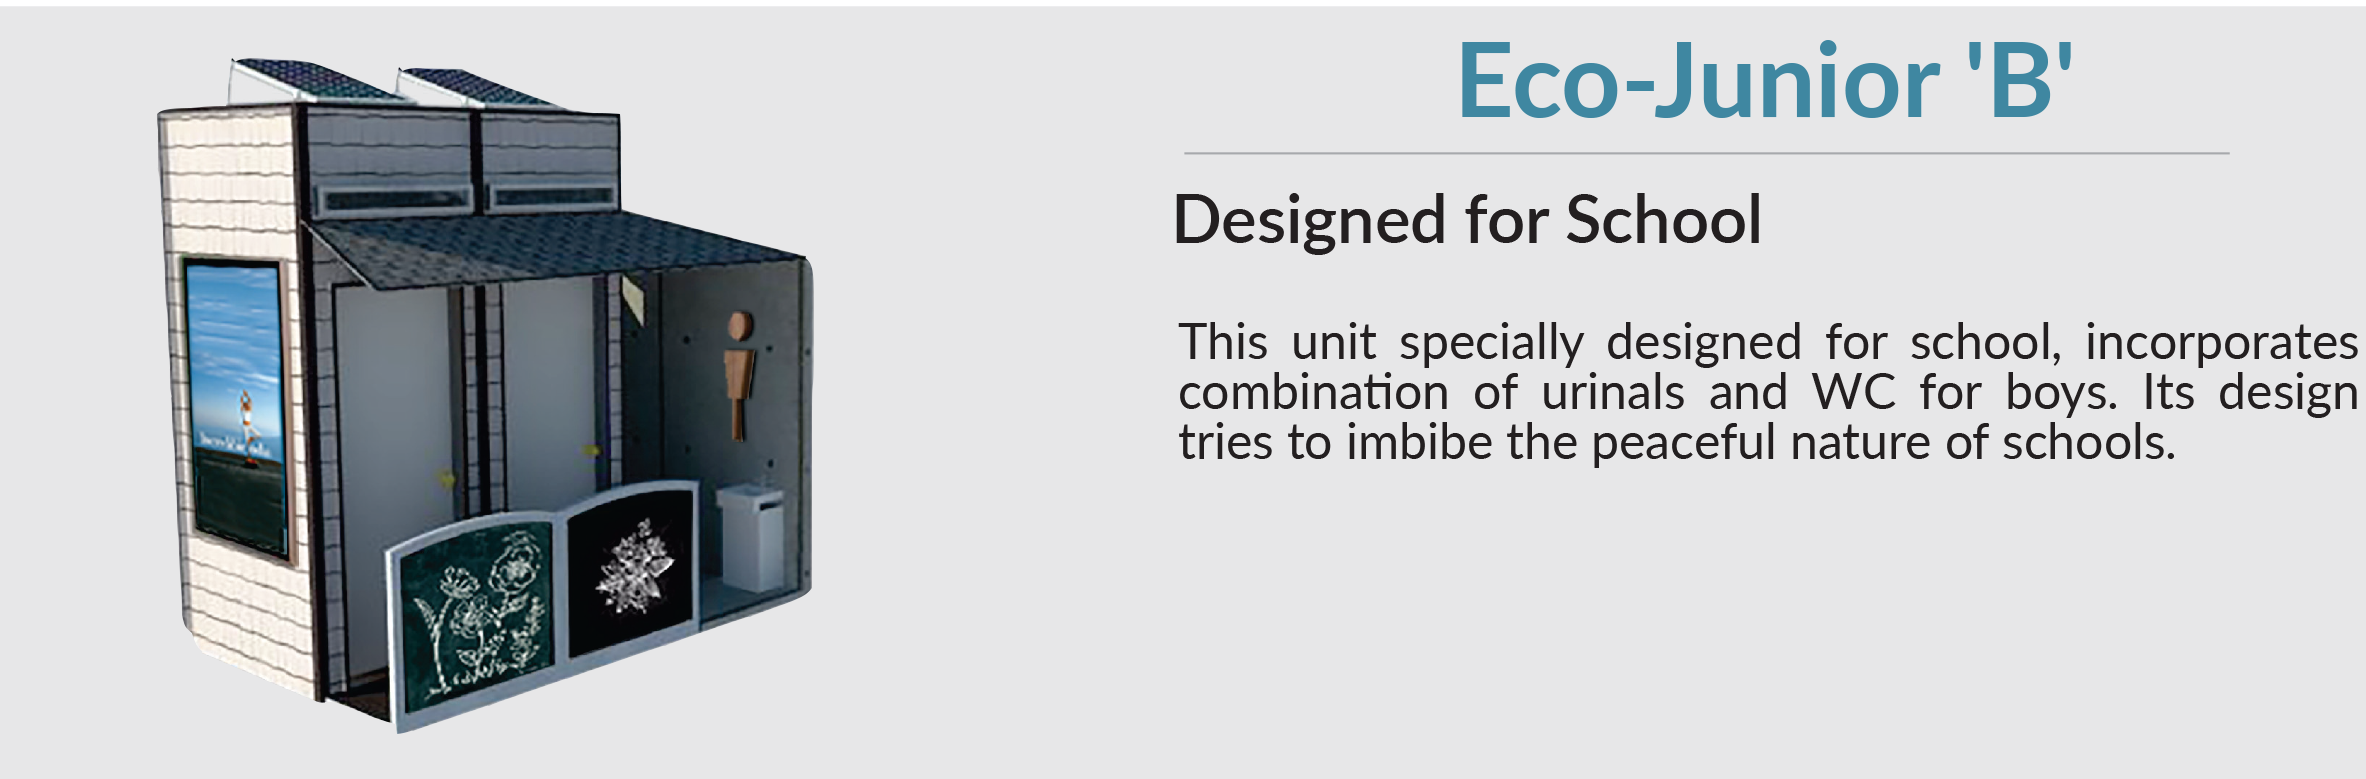 Eco-Junior 'B'
Designed for School
This unit specially designed for school, incorporates
combination of urinals and WC for boys. Its design
tries to imbibe the peaceful nature of schools.